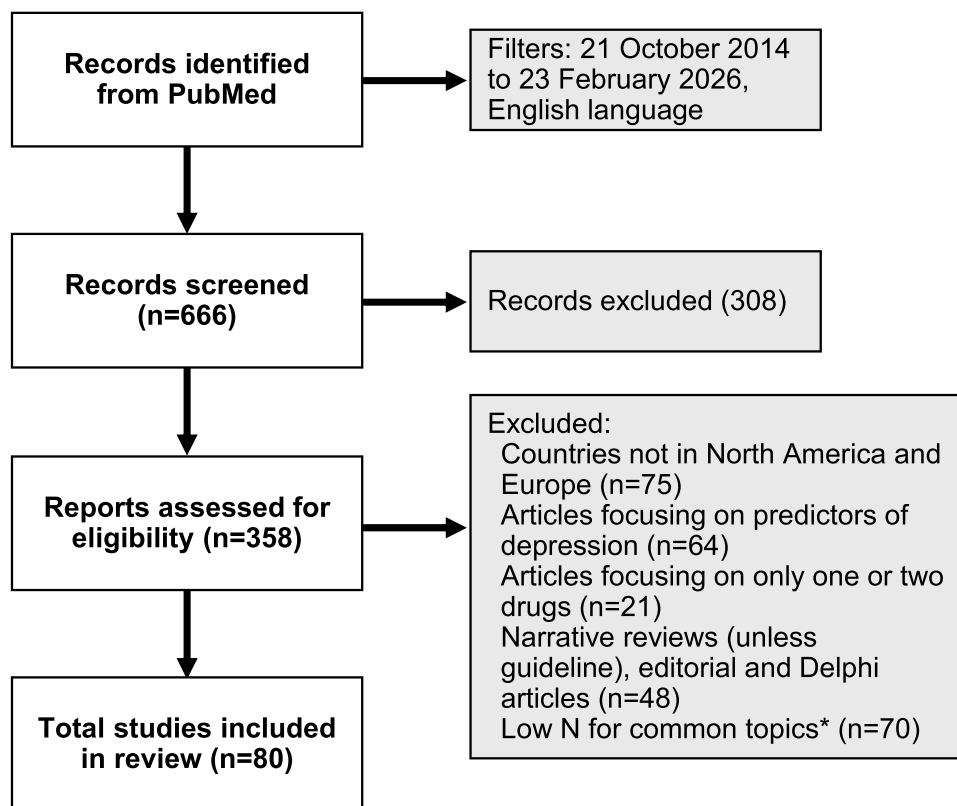 Records identified
from PubMed
Filters: 21 October 2014
to 23 February 2026,
English language
Records screened
(n=666)
Records excluded (308)
Reports assessed for
eligibility (n=358)
Excluded:
Countries not in North America and
Europe (n=75)
Articles focusing on predictors of
depression (n=64)
Articles focusing on only one or two
drugs (n=21)
Narrative reviews (unless
guideline), editorial and Delphi
articles (n=48)
Low N for common topics* (n=70)
Total studies included
in review (n=80)